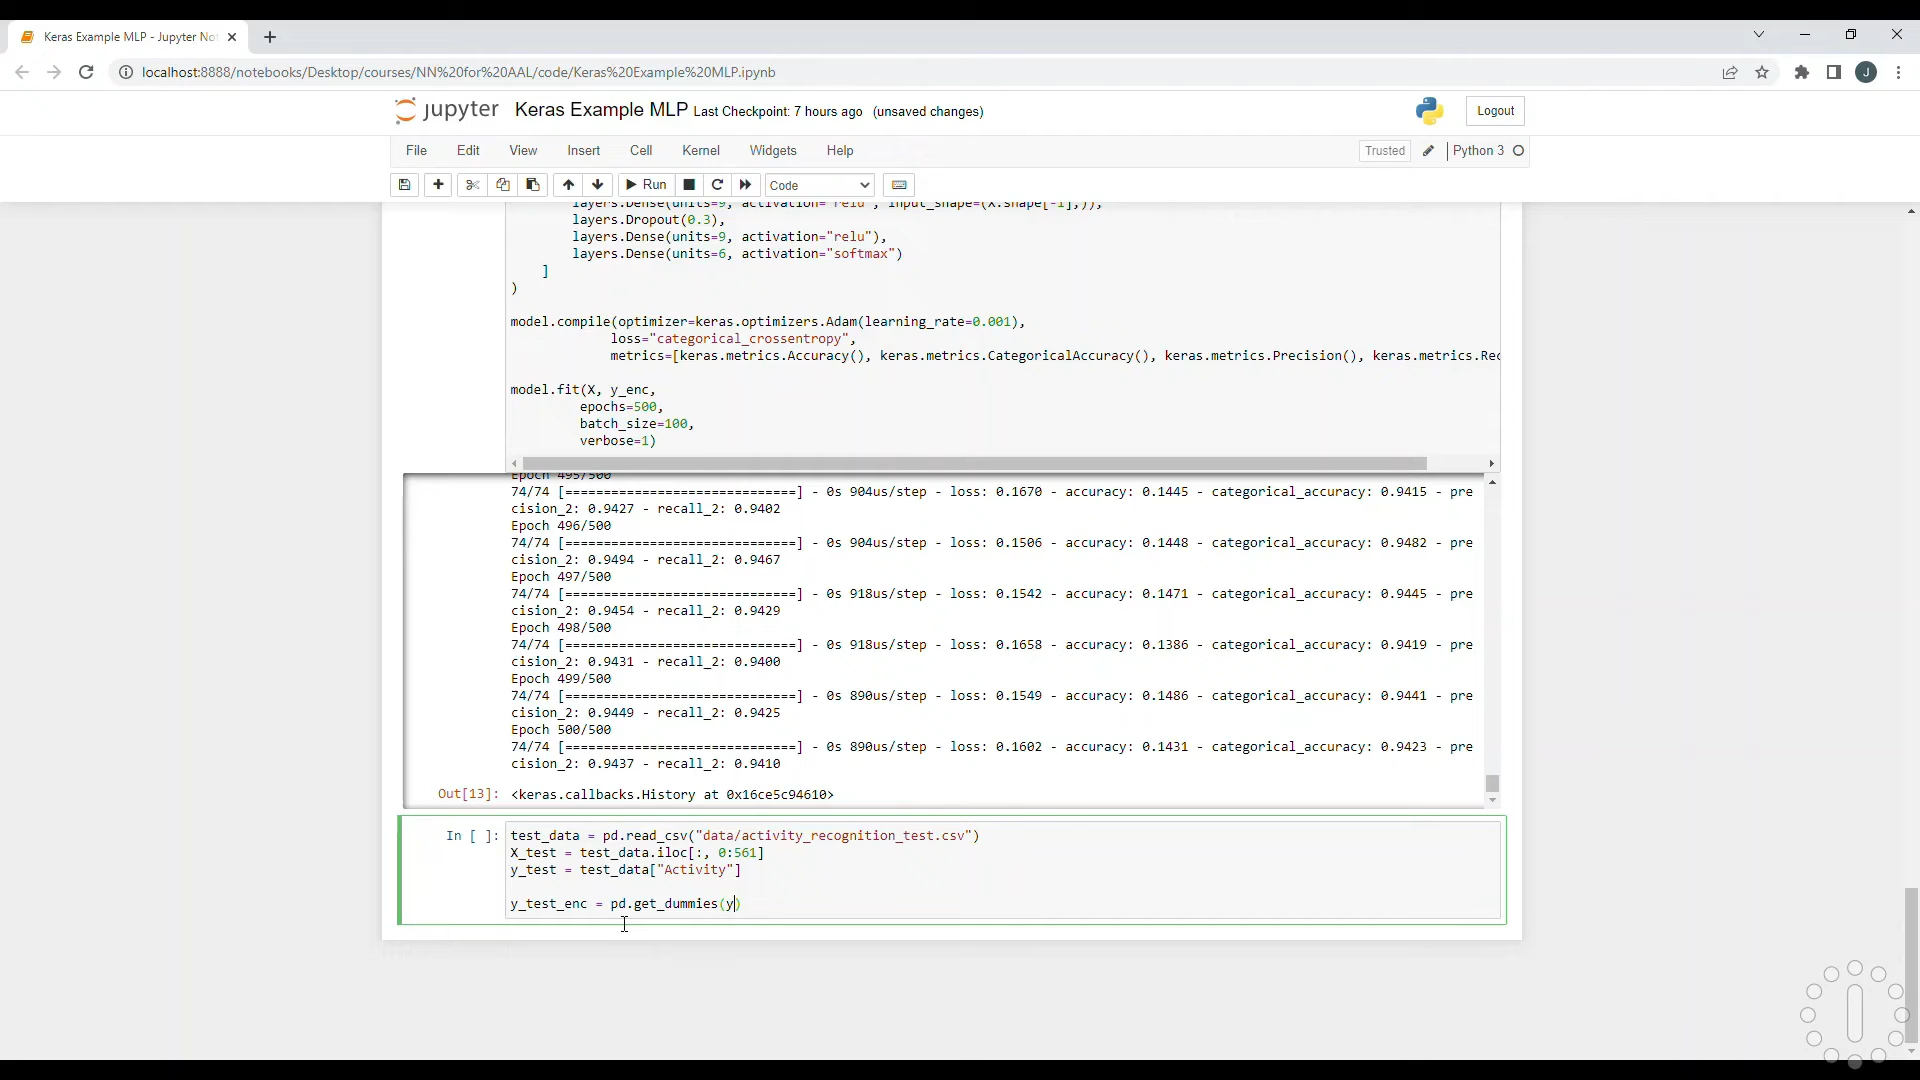 Keras Example MLP - Jupyter No
localhost:8888/notebooks/Desktop/courses/NN%20for%20AAL/code/Keras%20Example%20MLP.ipynb
J
jupyter Keras Example MLP Last Checkpoint: 7 hours ago (unsaved changes)
Logout
File Edit View Insert Cell Kernel Widgets Help
Trusted Python 3
Run Code
layers.Dense(units=9, activation="relu", input_shape=(X.shape[-1],)),
layers.Dropout(0.3),
layers.Dense(units=9, activation="relu"),
layers.Dense(units=6, activation="softmax")
]
)
model.compile(optimizer=keras.optimizers.Adam(learning_rate=0.001),
loss="categorical_crossentropy",
metrics=[keras.metrics.Accuracy(), keras.metrics.CategoricalAccuracy(), keras.metrics.Precision(), keras.metrics.Rec
model.fit(X, y_enc,
epochs=500,
batch_size=100,
verbose=1)
Epoch 495/500
74/74 [==============================] - 0s 904us/step - loss: 0.1670 - accuracy: 0.1445 - categorical_accuracy: 0.9415 - pre
cision_2: 0.9427 - recall_2: 0.9402
Epoch 496/500
74/74 [==============================] - 0s 904us/step - loss: 0.1506 - accuracy: 0.1448 - categorical_accuracy: 0.9482 - pre
cision_2: 0.9494 - recall_2: 0.9467
Epoch 497/500
74/74 [==============================] - 0s 918us/step - loss: 0.1542 - accuracy: 0.1471 - categorical_accuracy: 0.9445 - pre
cision_2: 0.9454 - recall_2: 0.9429
Epoch 498/500
74/74 [==============================] - 0s 918us/step - loss: 0.1658 - accuracy: 0.1386 - categorical_accuracy: 0.9419 - pre
cision_2: 0.9431 - recall_2: 0.9400
Epoch 499/500
74/74 [==============================] - 0s 890us/step - loss: 0.1549 - accuracy: 0.1486 - categorical_accuracy: 0.9441 - pre
cision_2: 0.9449 - recall_2: 0.9425
Epoch 500/500
74/74 [==============================] - 0s 890us/step - loss: 0.1602 - accuracy: 0.1431 - categorical_accuracy: 0.9423 - pre
cision_2: 0.9437 - recall_2: 0.9410
Out[13]: <keras.callbacks.History at 0x16ce5c94610>
In [ ]: test_data = pd.read_csv("data/activity_recognition_test.csv")
X_test = test_data.iloc[:, 0:561]
y_test = test_data["Activity"]
y_test_enc = pd.get_dummies(y)